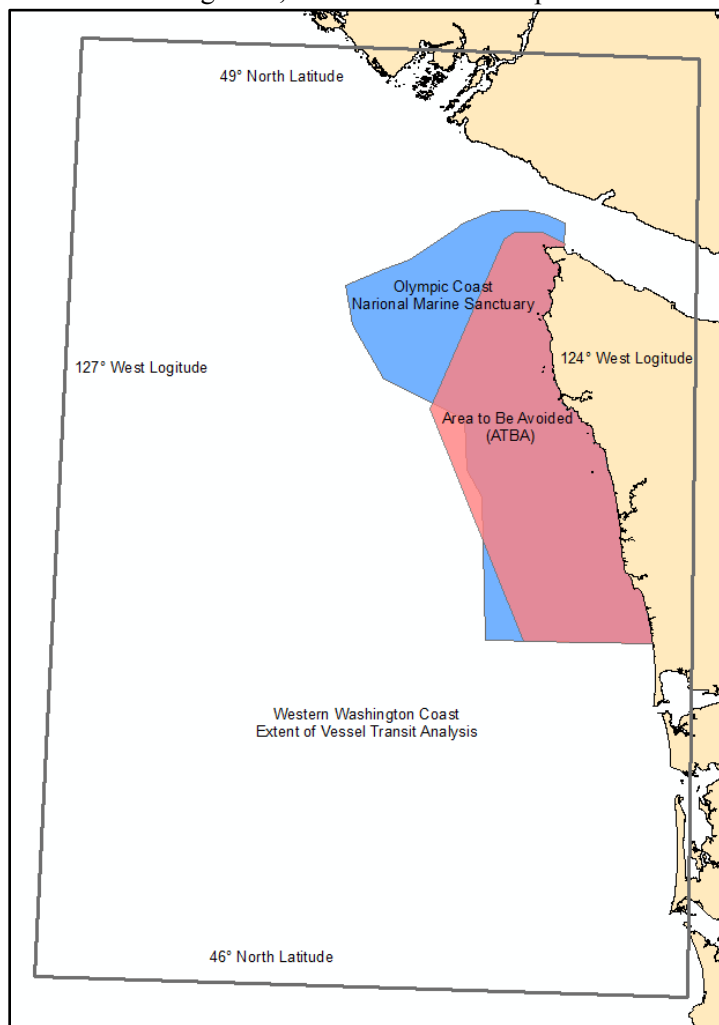 49° North Latitude
Olympic Coast
Narional Marine Sanctuary
127° West Logitude
124° West Logitude
Area to Be Avoided
(ATBA)
Western Washington Coast
Extent of Vessel Transit Analysis
46° North Latitude